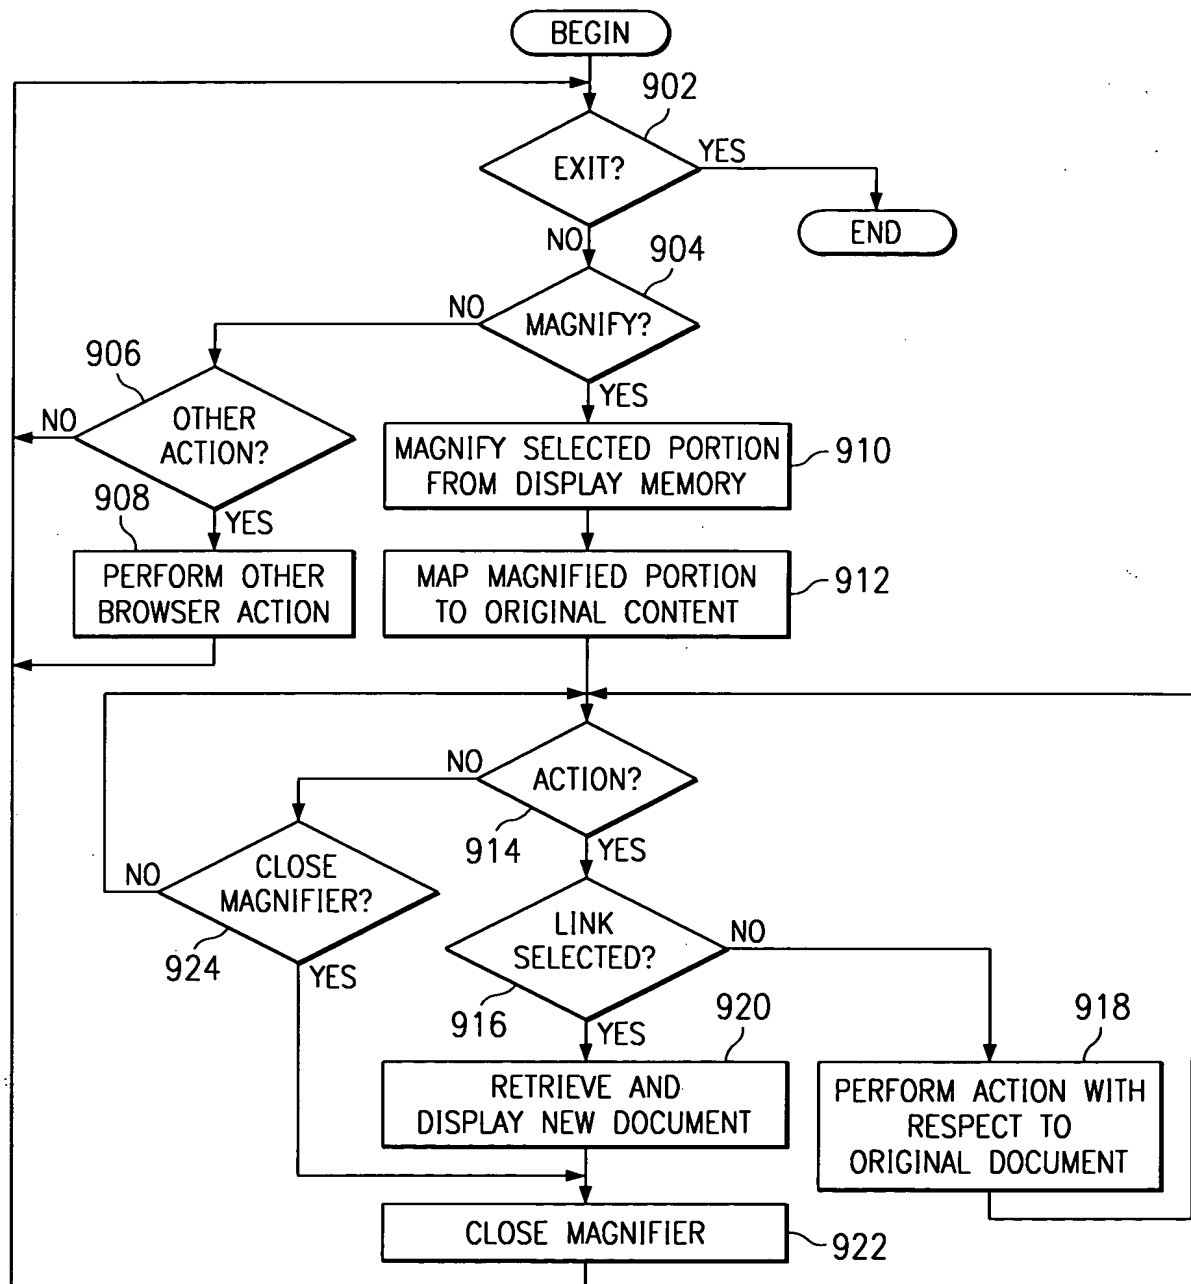 BEGIN
902
EXIT?
YES
END
NO
904
MAGNIFY?
NO
YES
906
OTHER
ACTION?
NO
YES
908
PERFORM OTHER
BROWSER ACTION
MAGNIFY SELECTED PORTION
FROM DISPLAY MEMORY
910
MAP MAGNIFIED PORTION
TO ORIGINAL CONTENT
912
ACTION?
NO
914
YES
CLOSE
MAGNIFIER?
NO
924
YES
LINK
SELECTED?
NO
916
YES
920
RETRIEVE AND
DISPLAY NEW DOCUMENT
918
PERFORM ACTION WITH
RESPECT TO
ORIGINAL DOCUMENT
CLOSE MAGNIFIER
922